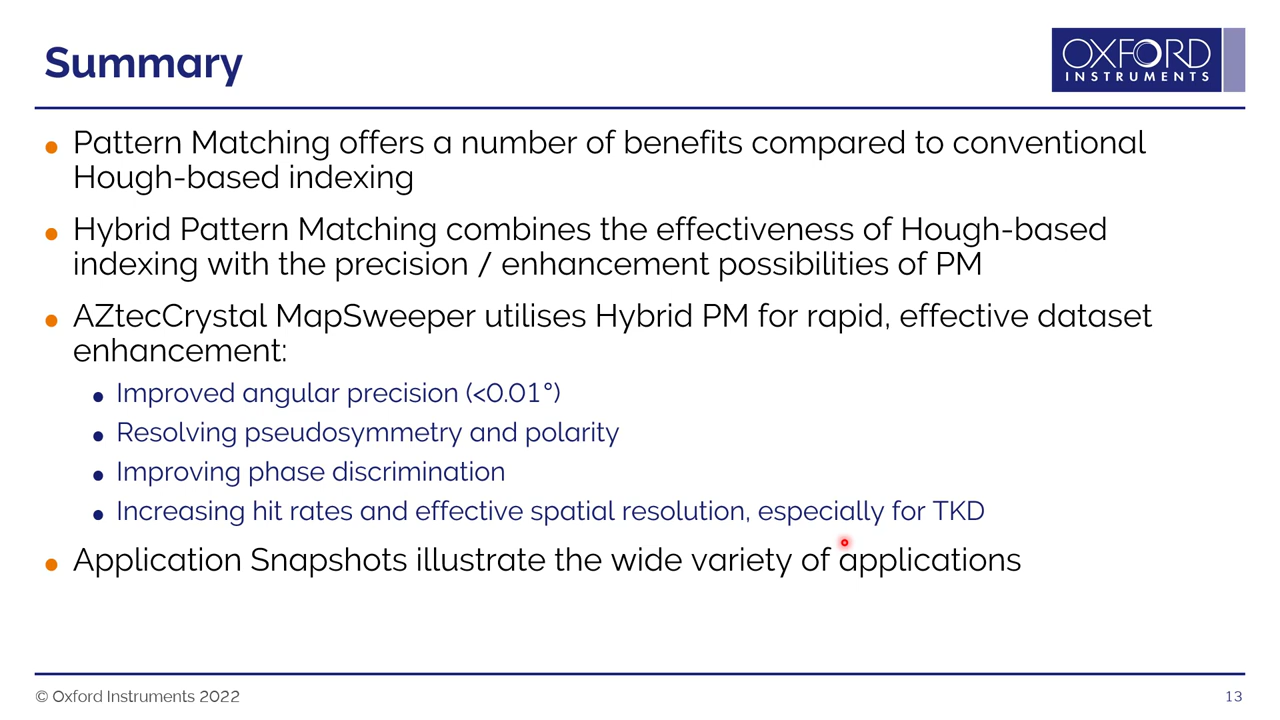 Summary
OXFORD
INSTRUMENTS
Pattern Matching offers a number of benefits compared to conventional
Hough-based indexing
Hybrid Pattern Matching combines the effectiveness of Hough-based
indexing with the precision / enhancement possibilities of PM
AZtecCrystal MapSweeper utilises Hybrid PM for rapid, effective dataset
enhancement:
Improved angular precision (<0.01°)
Resolving pseudosymmetry and polarity
Improving phase discrimination
Increasing hit rates and effective spatial resolution, especially for TKD
Application Snapshots illustrate the wide variety of applications
© Oxford Instruments 2022
13